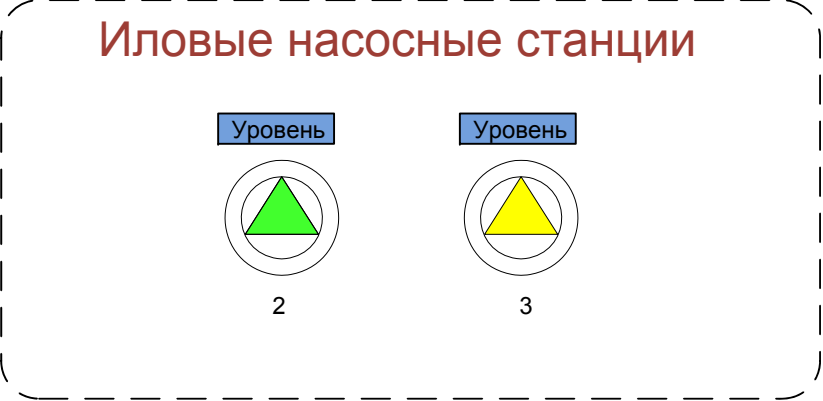 Иловые насосные станции
Уровень Уровень
2 3